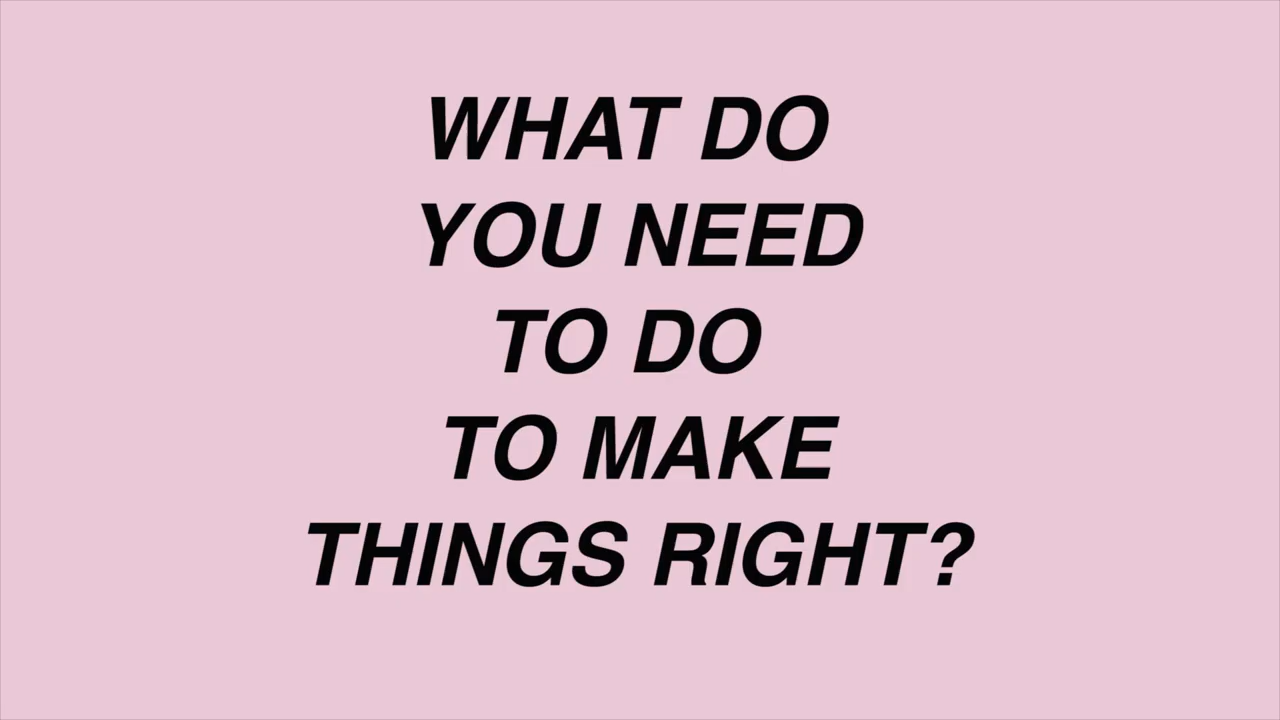 WHAT DO
YOU NEED
TO DO
TO MAKE
THINGS RIGHT?